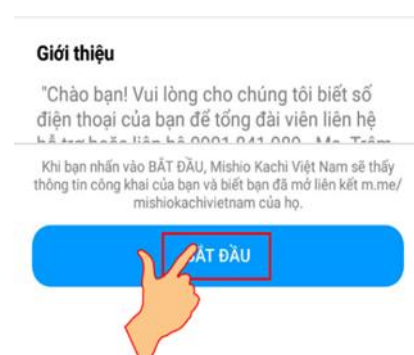 Giới thiệu
"Chào bạn! Vui lòng cho chúng tôi biết số
điện thoại của bạn để tổng đài viên liên hệ
Khi bạn nhấn vào BẮT ĐẦU, Mishio Kachi Việt Nam sẽ thấy
thông tin công khai của bạn và biết bạn đã mở liên kết m.me/
mishiokachivietnam của họ.
BẮT ĐẦU